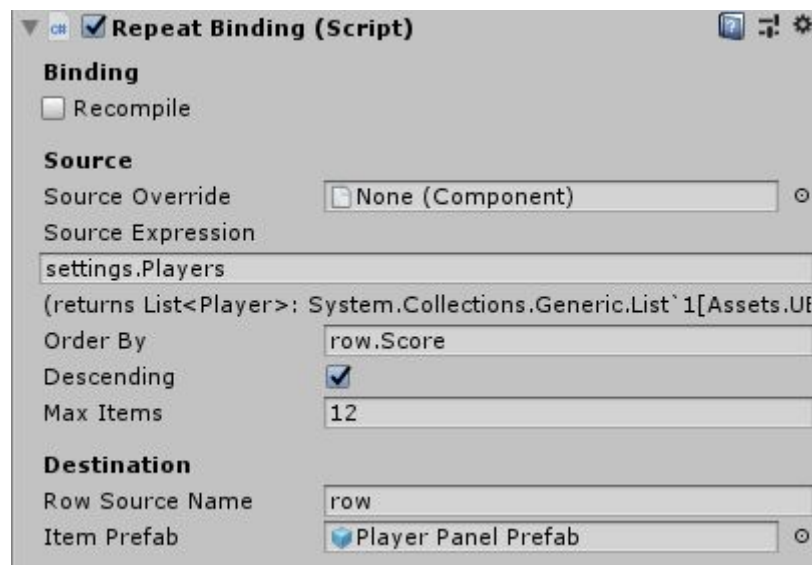 c# Repeat Binding (Script)
Binding
Recompile
Source
Source Override None (Component)
Source Expression
settings.Players
(returns List<Player>: System.Collections.Generic.List`1[Assets.UB
Order By row.Score
Descending
Max Items 12
Destination
Row Source Name row
Item Prefab Player Panel Prefab